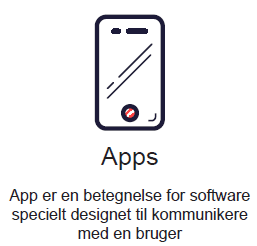 Apps
App er en betegnelse for software
specielt designet til kommunikere
med en bruger